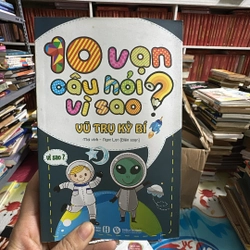 10 vạn
câu hỏi
vì sao?
VŨ TRỤ KỲ BÍ
Vì sao?